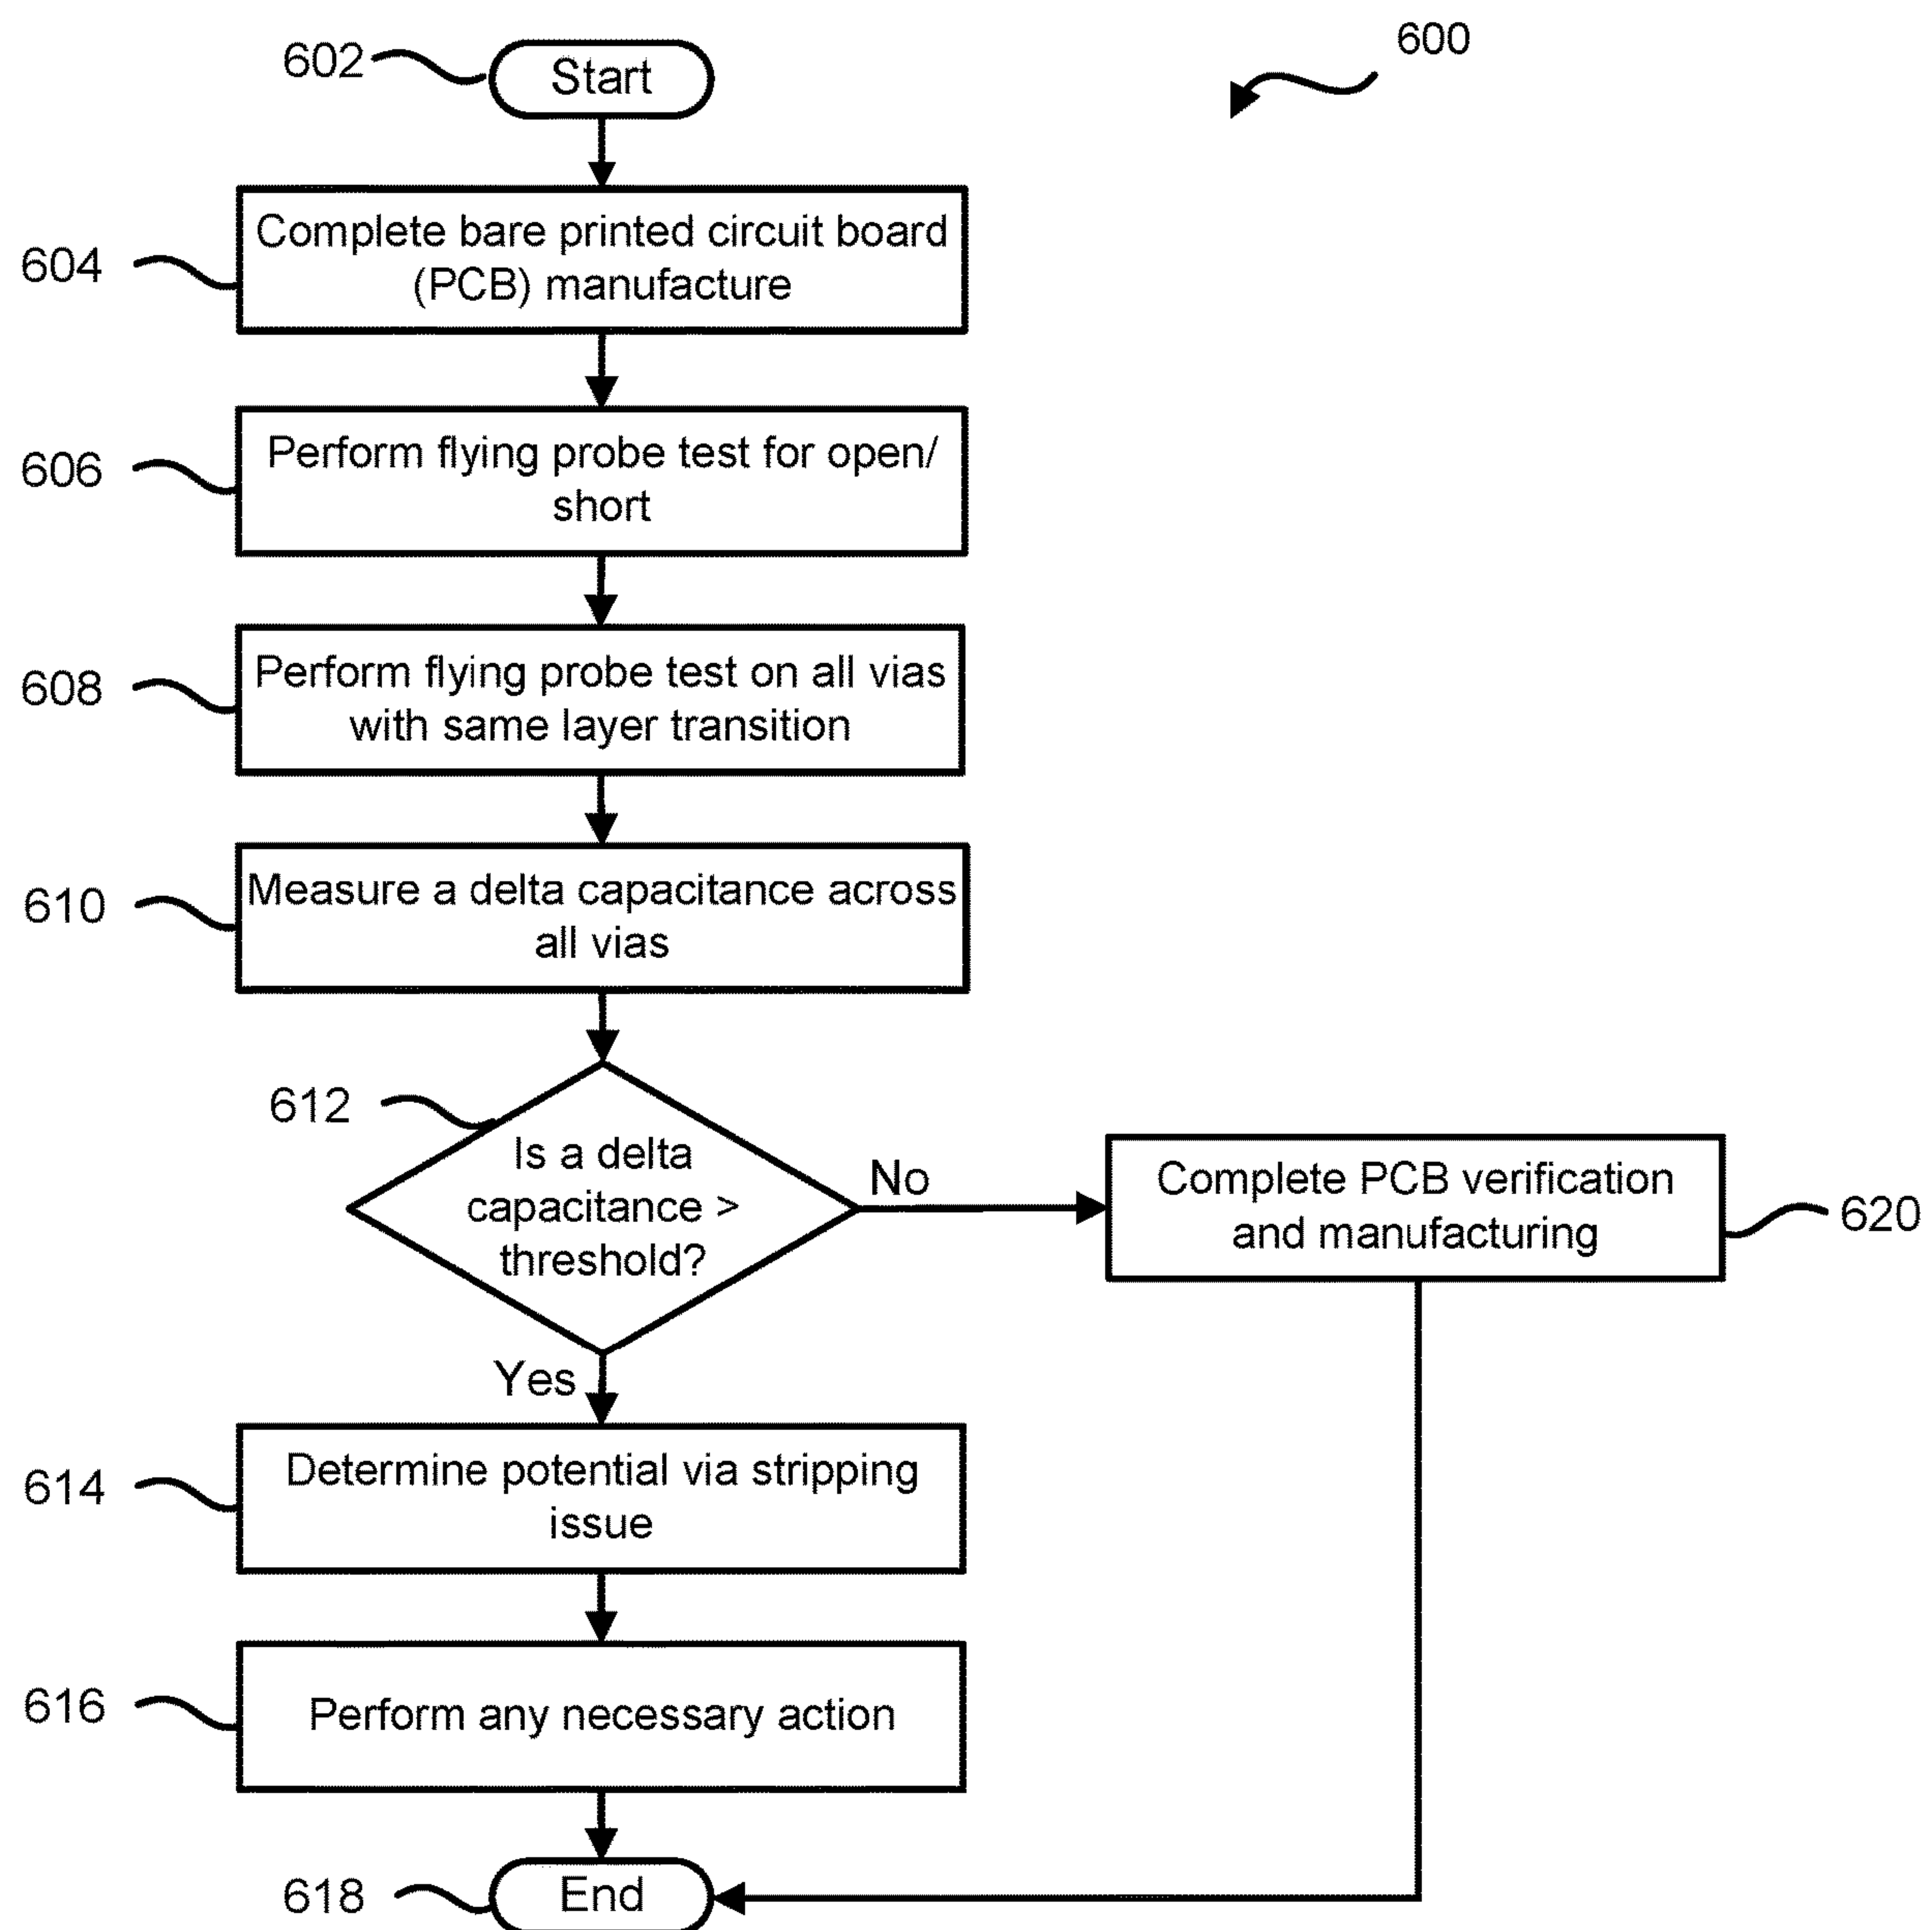 600
602
Start
604
Complete bare printed circuit board
(PCB) manufacture
606
Perform flying probe test for open/
short
608
Perform flying probe test on all vias
with same layer transition
610
Measure a delta capacitance across
all vias
612
Is a delta
capacitance >
threshold?
No
Complete PCB verification
and manufacturing
620
Yes
614
Determine potential via stripping
issue
616
Perform any necessary action
618
End